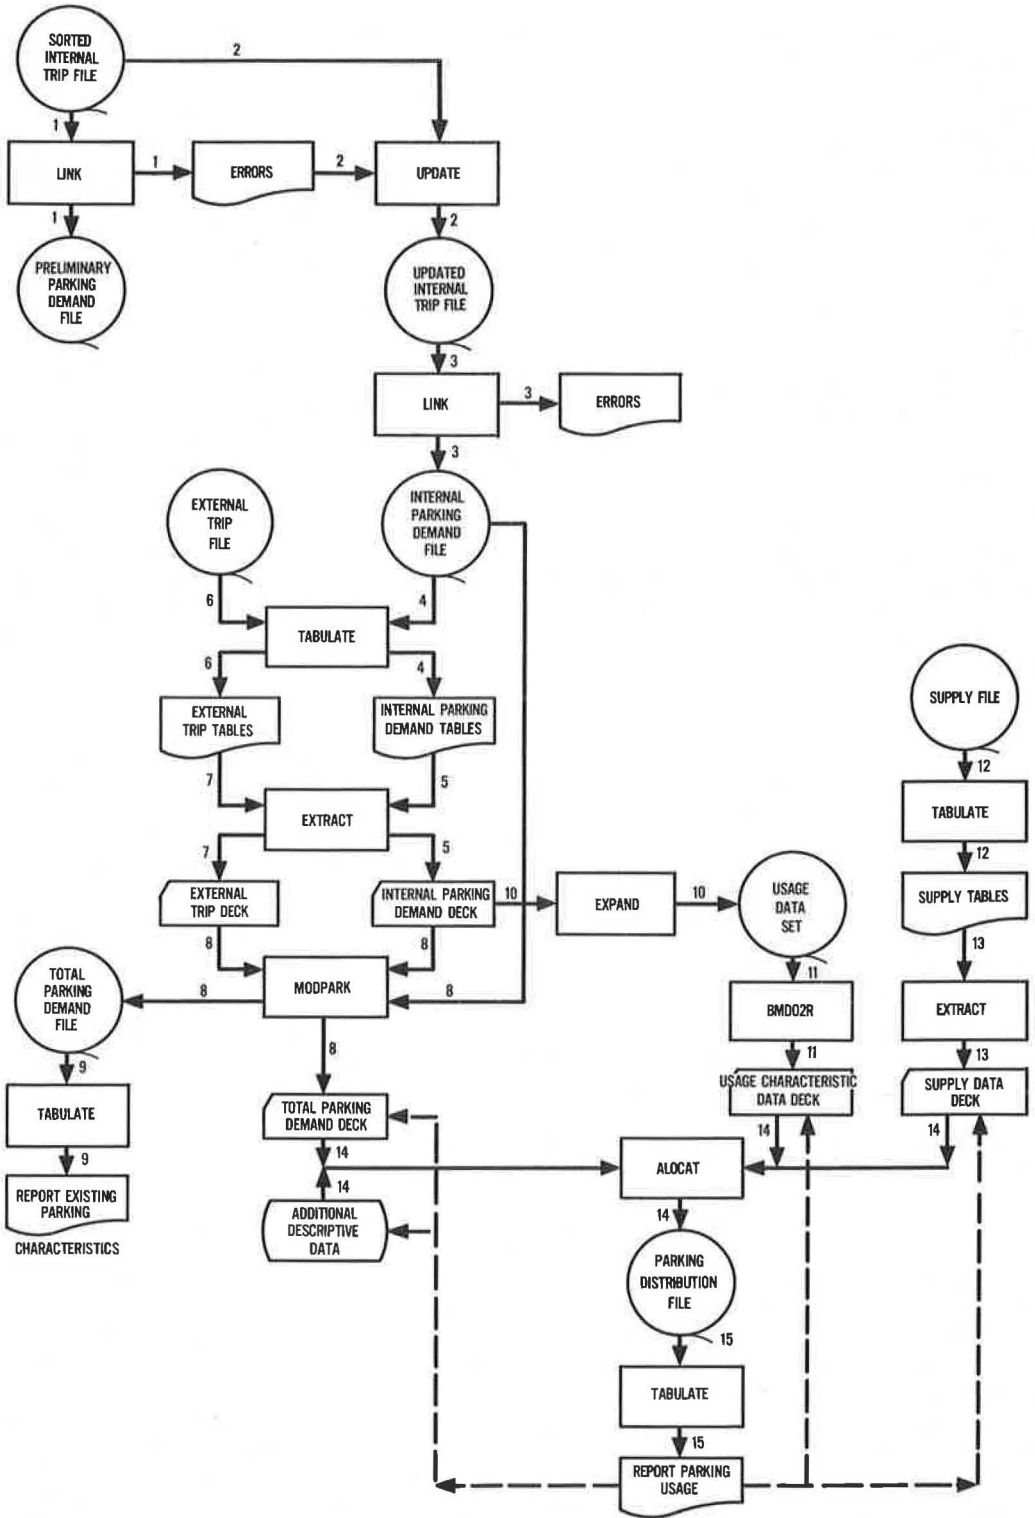 SORTED
INTERNAL
TRIP FILE
2
1
LINK
1
ERRORS
2
UPDATE
1
2
PRELIMINARY
PARKING
DEMAND
FILE
UPDATED
INTERNAL
TRIP FILE
3
LINK
3
ERRORS
3
EXTERNAL
TRIP
FILE
INTERNAL
PARKING
DEMAND
FILE
6
4
TABULATE
6
4
EXTERNAL
TRIP TABLES
INTERNAL PARKING
DEMAND TABLES
SUPPLY FILE
7
5
12
EXTRACT
TABULATE
7
5
12
EXTERNAL
TRIP DECK
INTERNAL PARKING
DEMAND DECK
10
EXPAND
10
USAGE
DATA
SET
SUPPLY TABLES
8
8
11
13
TOTAL
PARKING
DEMAND
FILE
8
MODPARK
8
BMD02R
EXTRACT
9
8
11
13
TABULATE
TOTAL PARKING
DEMAND DECK
USAGE CHARACTERISTIC
DATA DECK
SUPPLY DATA
DECK
9
14
14
14
REPORT EXISTING
PARKING
CHARACTERISTICS
14
ADDITIONAL
DESCRIPTIVE
DATA
ALOCAT
14
PARKING
DISTRIBUTION
FILE
15
TABULATE
15
REPORT PARKING
USAGE